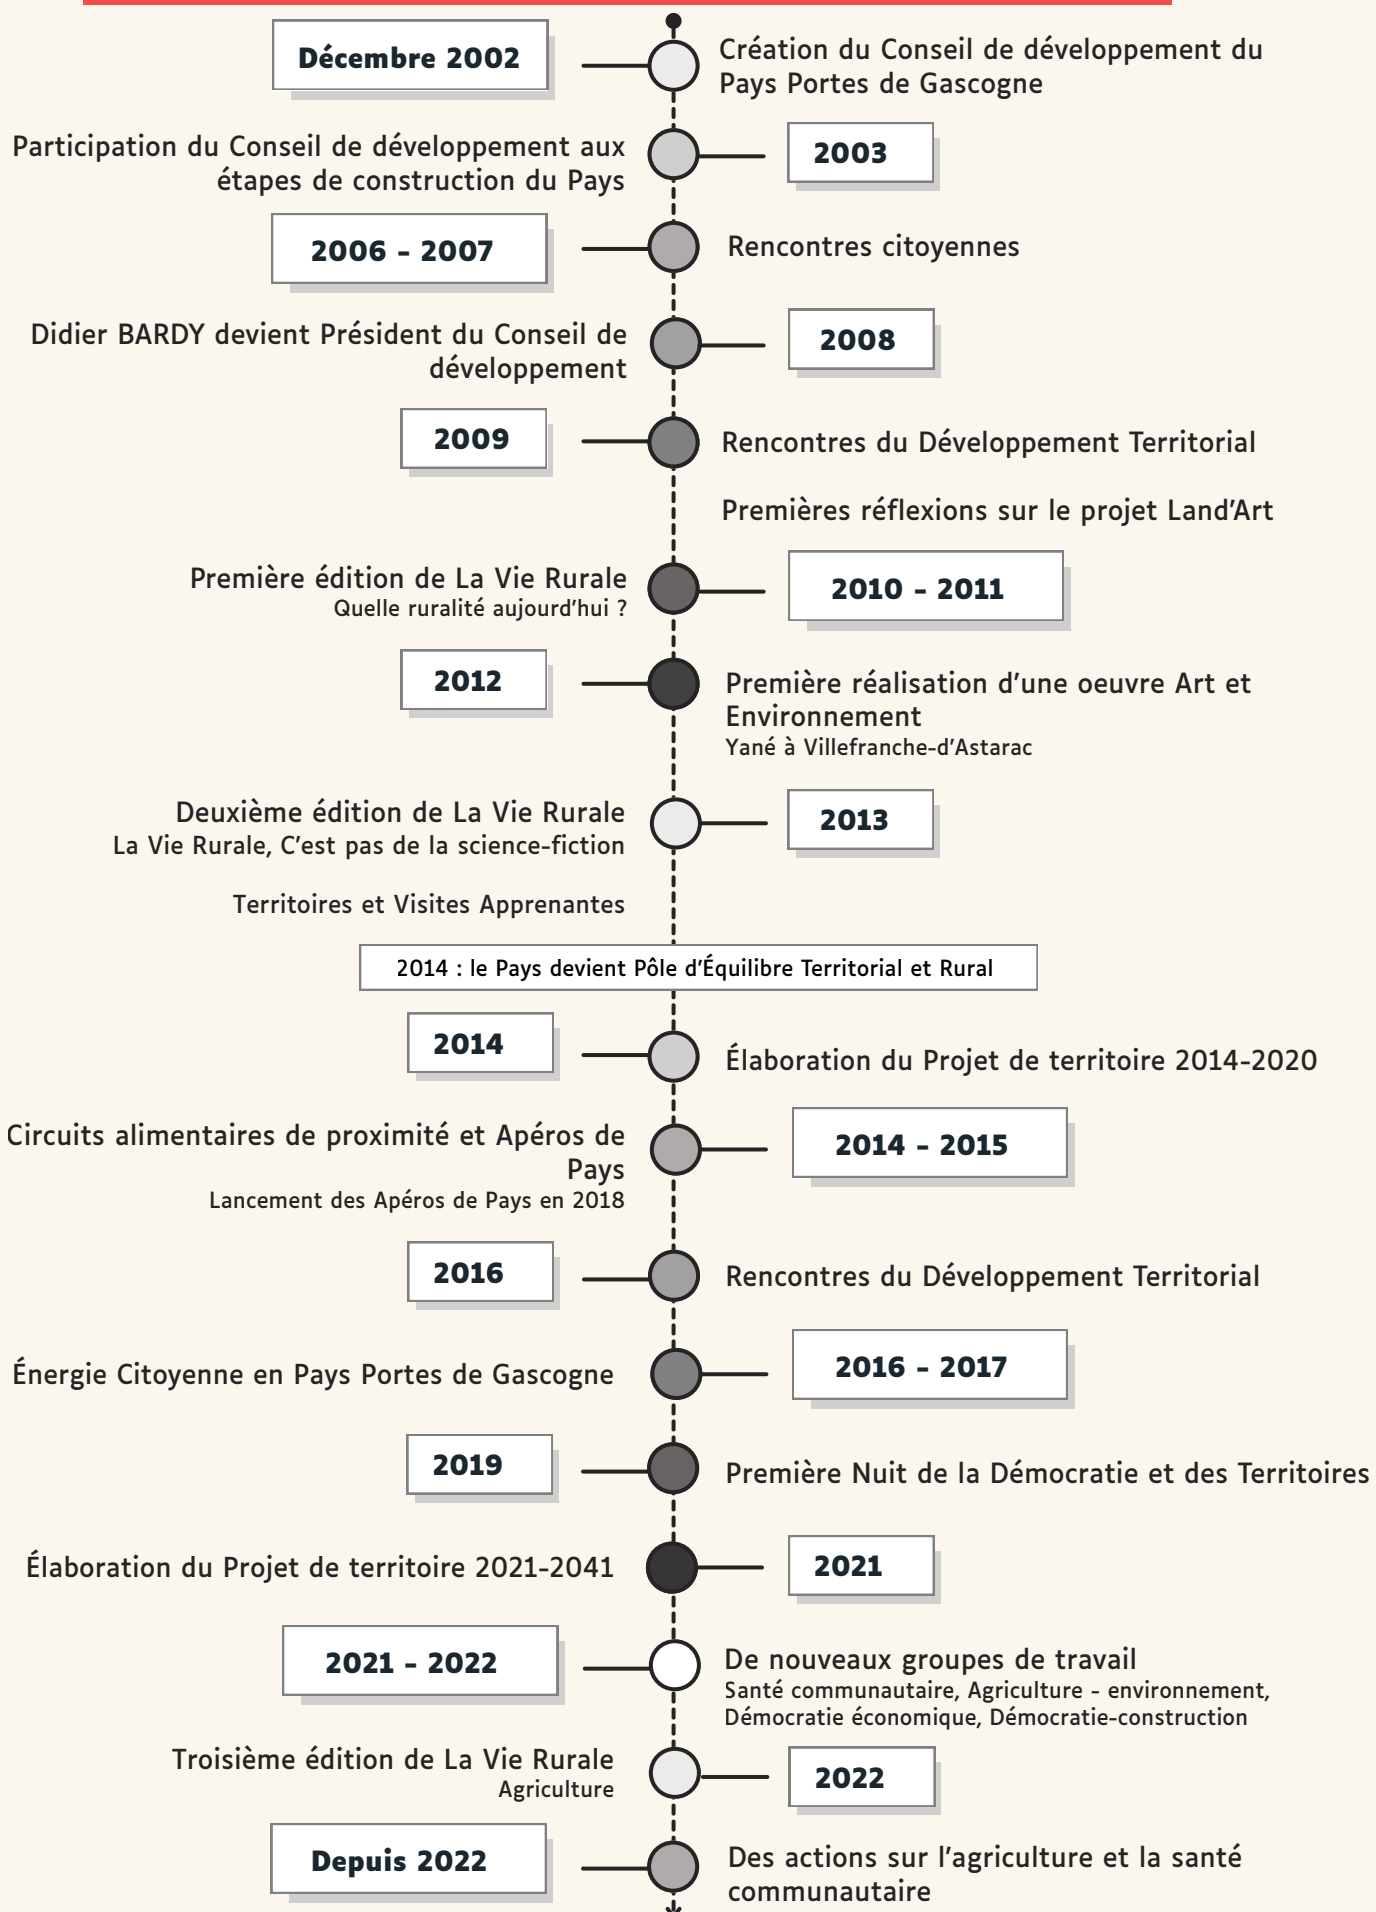 Décembre 2002
Création du Conseil de développement du
Pays Portes de Gascogne
Participation du Conseil de développement aux
étapes de construction du Pays
2003
2006 - 2007
Rencontres citoyennes
Didier BARDY devient Président du Conseil de
développement
2008
2009
Rencontres du Développement Territorial
Premières réflexions sur le projet Land'Art
Première édition de La Vie Rurale
Quelle ruralité aujourd'hui ?
2010 - 2011
2012
Première réalisation d'une oeuvre Art et
Environnement
Yané à Villefranche-d'Astarac
Deuxième édition de La Vie Rurale
La Vie Rurale, C'est pas de la science-fiction
Territoires et Visites Apprenantes
2013
2014 : le Pays devient Pôle d'Équilibre Territorial et Rural
2014
Élaboration du Projet de territoire 2014-2020
Circuits alimentaires de proximité et Apéros de
Pays
Lancement des Apéros de Pays en 2018
2014 - 2015
2016
Rencontres du Développement Territorial
Énergie Citoyenne en Pays Portes de Gascogne
2016 - 2017
2019
Première Nuit de la Démocratie et des Territoires
Élaboration du Projet de territoire 2021-2041
2021
2021 - 2022
De nouveaux groupes de travail
Santé communautaire, Agriculture - environnement,
Démocratie économique, Démocratie-construction
Troisième édition de La Vie Rurale
Agriculture
2022
Depuis 2022
Des actions sur l'agriculture et la santé
communautaire